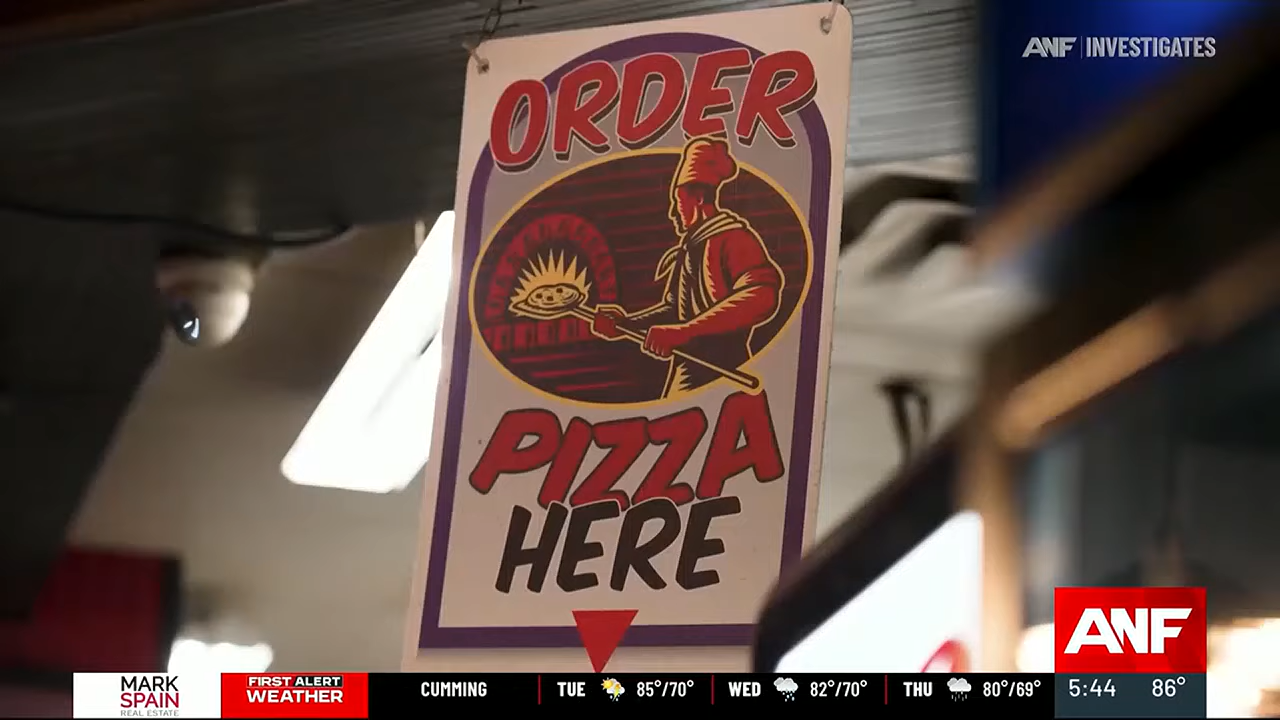 ANF | INVESTIGATES
ORDER
PIZZA
HERE
ANF
MARK
SPAIN
REAL ESTATE
FIRST ALERT
WEATHER
CUMMING
TUE 85°/70°
WED 82°/70°
THU 80°/69°
5:44 86°